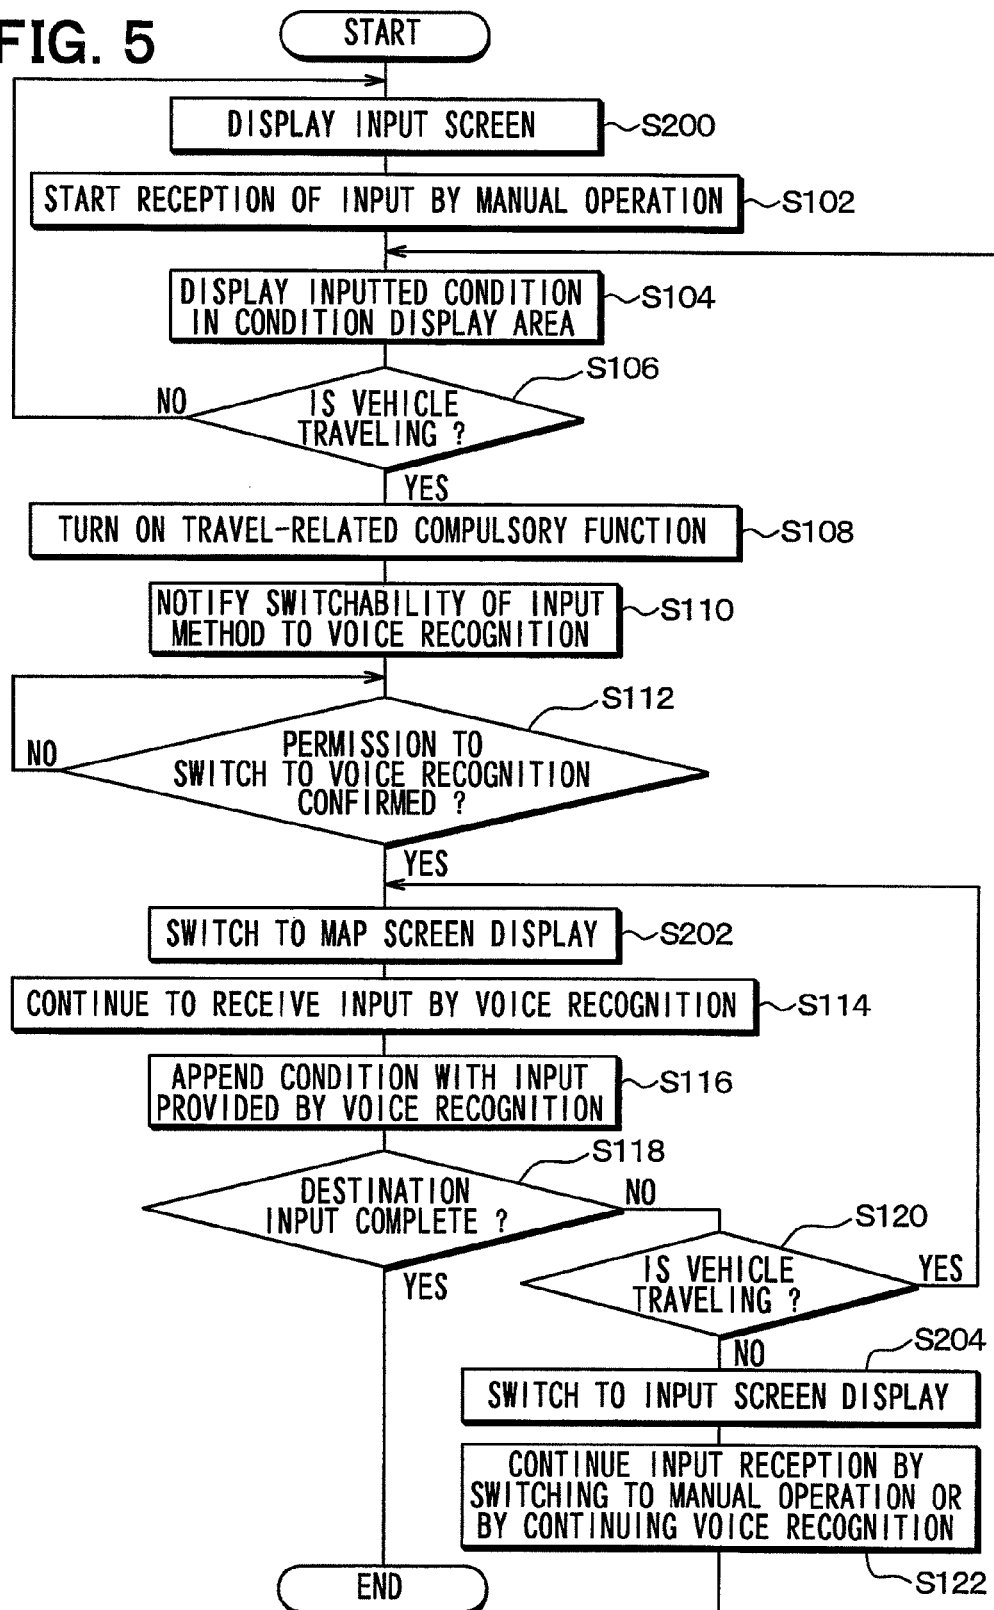 FIG. 5
START
DISPLAY INPUT SCREEN
S200
START RECEPTION OF INPUT BY MANUAL OPERATION
S102
DISPLAY INPUTTED CONDITION
IN CONDITION DISPLAY AREA
S104
S106
IS VEHICLE
TRAVELING ?
NO
YES
TURN ON TRAVEL-RELATED COMPULSORY FUNCTION
S108
NOTIFY SWITCHABILITY OF INPUT
METHOD TO VOICE RECOGNITION
S110
S112
PERMISSION TO
SWITCH TO VOICE RECOGNITION
CONFIRMED ?
NO
YES
SWITCH TO MAP SCREEN DISPLAY
S202
CONTINUE TO RECEIVE INPUT BY VOICE RECOGNITION
S114
APPEND CONDITION WITH INPUT
PROVIDED BY VOICE RECOGNITION
S116
S118
DESTINATION
INPUT COMPLETE ?
NO
YES
S120
IS VEHICLE
TRAVELING ?
YES
NO
S204
SWITCH TO INPUT SCREEN DISPLAY
CONTINUE INPUT RECEPTION BY
SWITCHING TO MANUAL OPERATION OR
BY CONTINUING VOICE RECOGNITION
S122
END